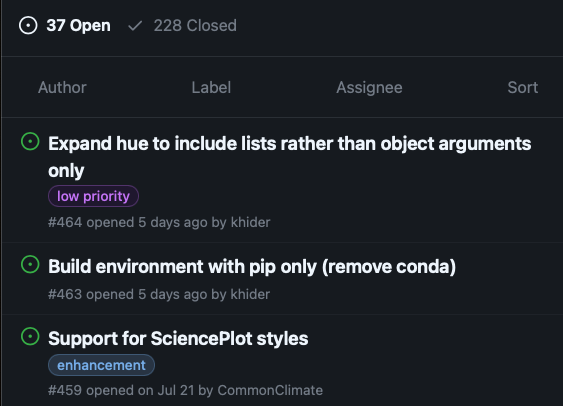 37 Open 228 Closed
Author Label Assignee Sort
Expand hue to include lists rather than object arguments
only
low priority
#464 opened 5 days ago by khider
Build environment with pip only (remove conda)
#463 opened 5 days ago by khider
Support for SciencePlot styles
enhancement
#459 opened on Jul 21 by CommonClimate